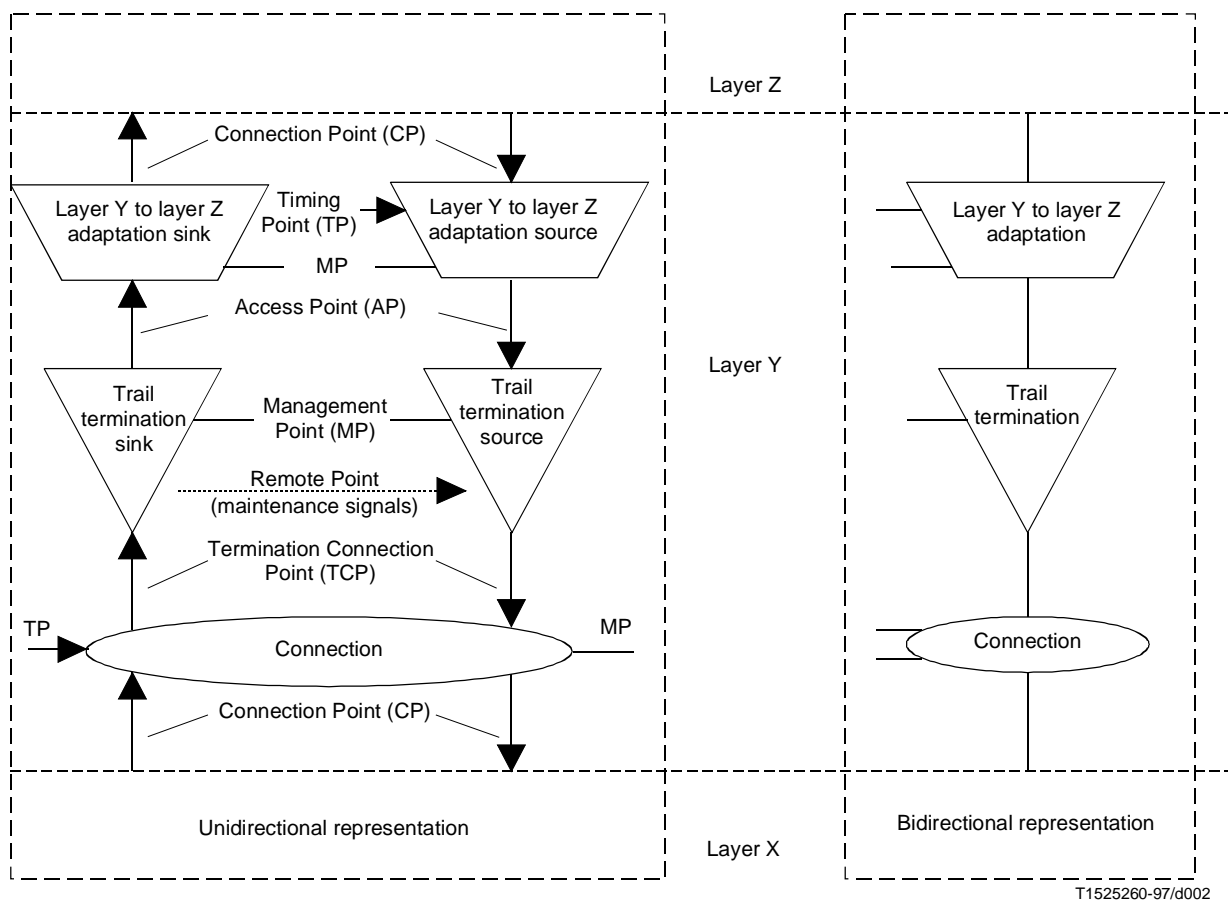 Layer Z
Connection Point (CP)
Layer Y to layer Z
adaptation sink
Timing
Point (TP)
Layer Y to layer Z
adaptation source
Layer Y to layer Z
adaptation
MP
Access Point (AP)
Layer Y
Trail
termination
sink
Management
Point (MP)
Trail
termination
source
Trail
termination
Remote Point
(maintenance signals)
Termination Connection
Point (TCP)
TP
Connection
MP
Connection
Connection Point (CP)
Unidirectional representation
Layer X
Bidirectional representation
T1525260-97/d002